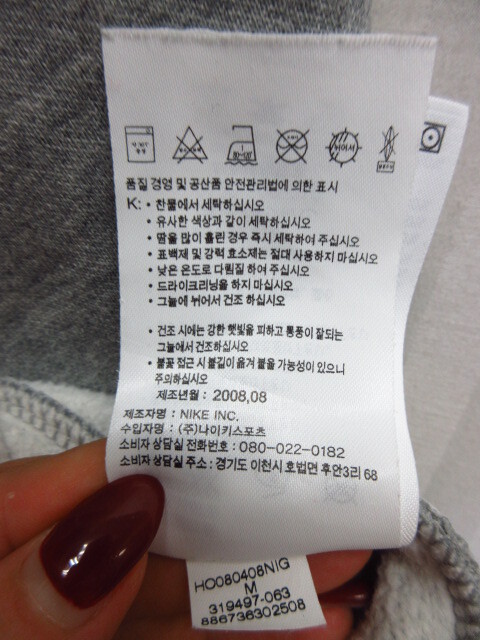 품질 경영 및 공산품 안전관리법에 의한 표시
K: • 찬물에서 세탁하십시오
• 유사한 색상과 같이 세탁하십시오
• 땀을 많이 흘린 경우 즉시 세탁하여 주십시오
• 표백제 및 강력 효소제는 절대 사용하지 마십시오
• 낮은 온도로 다림질 하여 주십시오
• 드라이크리닝을 하지 마십시오
• 그늘에 뉘어서 건조 하십시오
• 건조 시에는 강한 햇빛을 피하고 통풍이 잘되는
그늘에서 건조하십시오
• 불꽃 접근 시 불길이 옮겨 붙을 가능성이 있으니
주의하십시오
제조년월 : 2008,08
제조자명 : NIKE INC.
수입자명 : (주)나이키스포츠
소비자 상담실 전화번호 : 080-022-0182
소비자 상담실 주소 : 경기도 이천시 호법면 후안3리 68
HO080408NIG
M
319497-063
886736302508